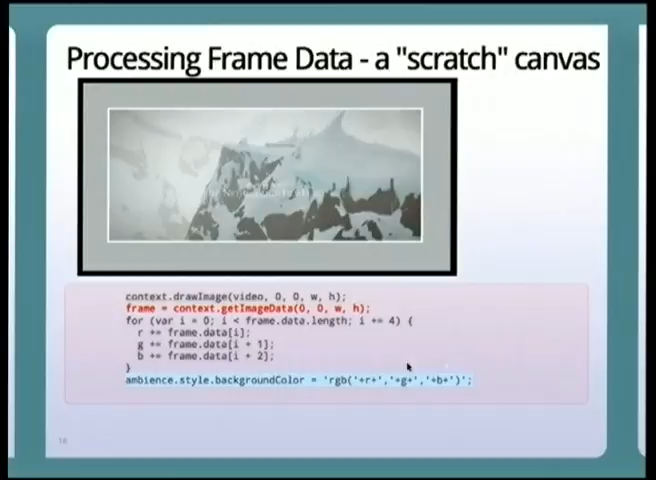 Processing Frame Data - a "scratch" canvas
context.drawImage(video, 0, 0, w, h);
frame = context.getImageData(0, 0, w, h);
for (var i = 0; i < frame.data.length; i += 4) {
r += frame.data[i];
g += frame.data[i + 1];
b += frame.data[i + 2];
}
ambience.style.backgroundColor = 'rgb('+r+','+g+','+b+')';